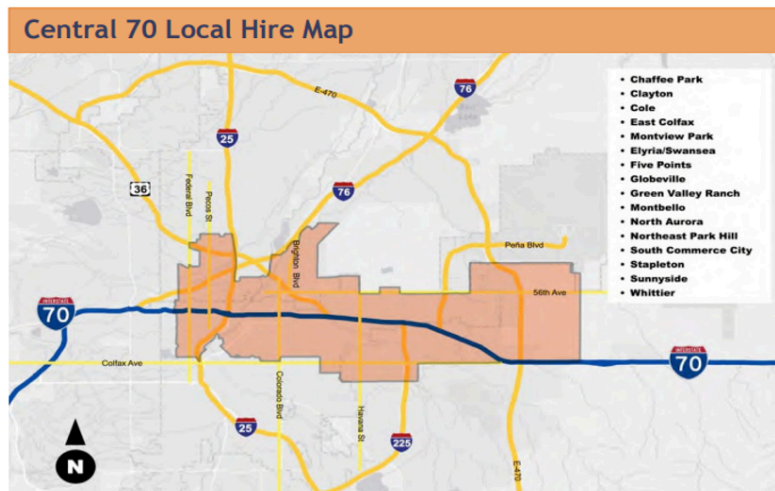 Central 70 Local Hire Map
• Chaffee Park
• Clayton
• Cole
• East Colfax
• Montview Park
• Elyria/Swansea
• Five Points
• Globeville
• Green Valley Ranch
• Montbello
• North Aurora
• Northeast Park Hill
• South Commerce City
• Stapleton
• Sunnyside
• Whittier
E-470
76
25
36
Federal Blvd
Pecos St
76
Brighton Blvd
Peña Blvd
56th Ave
INTERSTATE
70
Colfax Ave
INTERSTATE
70
Colorado Blvd
Havana St
25
225
E-470
N